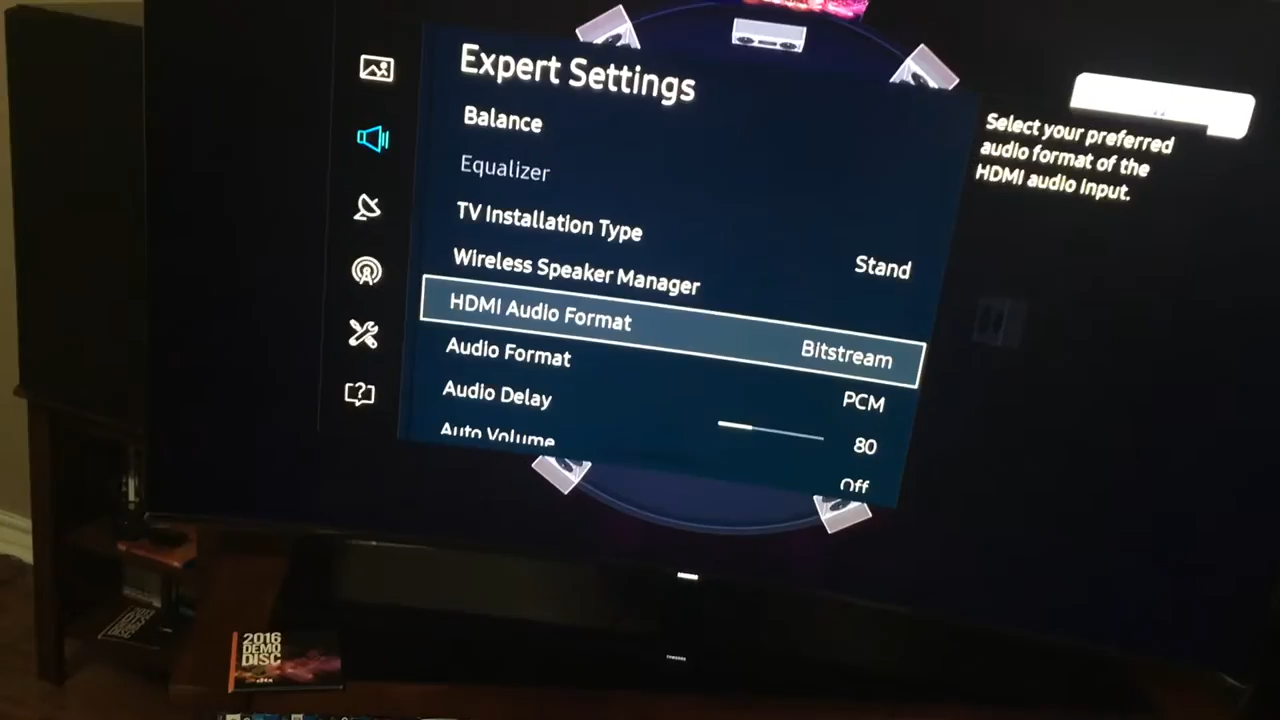 Expert Settings
Balance
Equalizer
TV Installation Type
Stand
Wireless Speaker Manager
HDMI Audio Format
Bitstream
Audio Format
PCM
Audio Delay
80
Auto Volume
Off
Select your preferred
audio format of the
HDMI audio input.
SAMSUNG
2016
DEMO
DISC